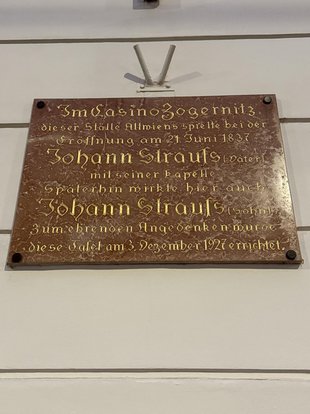 Im Casino Zögernitz
dieser Stätte Altwiens spielte bei der
Eröffnung am 21. Juni 1837
Johann Strauß (Vater)
mit seiner Kapelle
Späterhin wirkte hier auch
Johann Strauß (Sohn)
Zum ehrenden Angedenken wurde
diese Tafel am 3. Dezember 1927 errichtet.